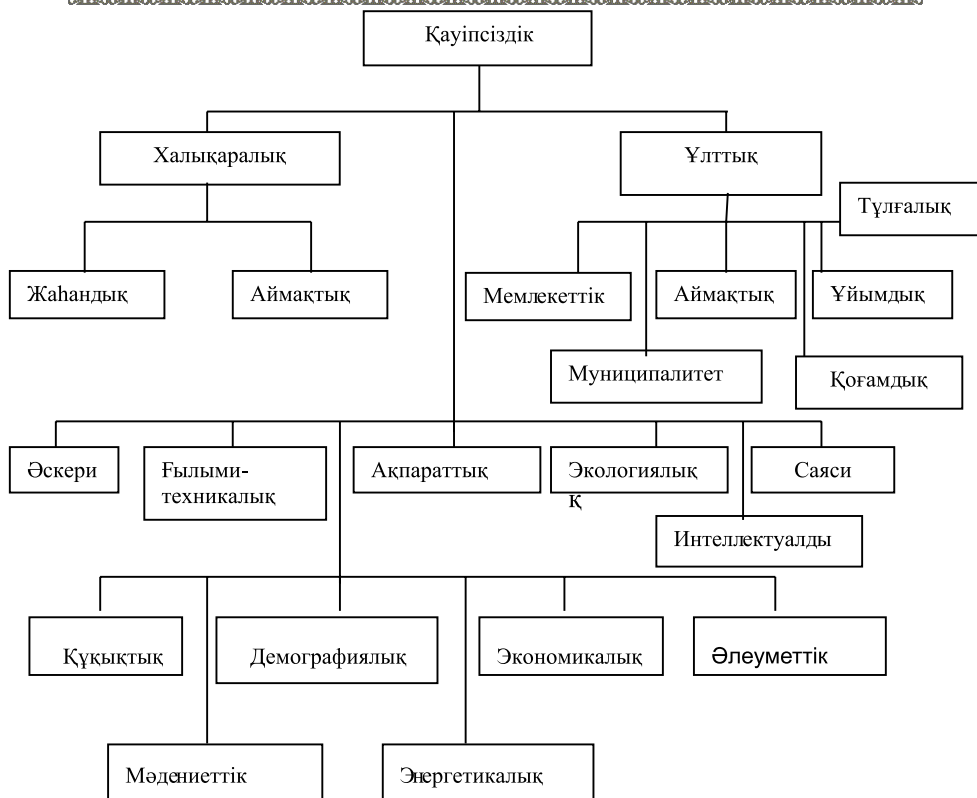 Қауіпсіздік
Халықаралық
Ұлттық
Тұлғалық
Жаһандық
Аймақтық
Мемлекеттік
Аймақтық
Ұйымдық
Муниципалитет
Қоғамдық
Әскери
Ғылыми-
техникалық
Ақпараттық
Экологиялық
қ
Саяси
Интеллектуалды
Құқықтық
Демографиялық
Экономикалық
Әлеуметтік
Мәдениеттік
Энергетикалық